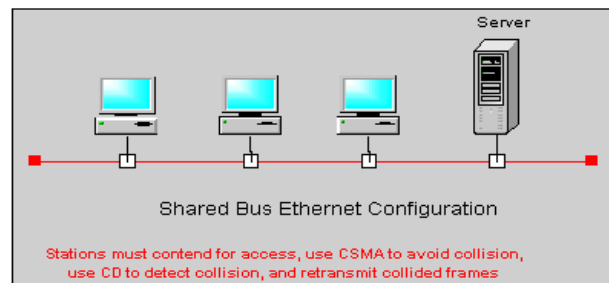 Server
Shared Bus Ethernet Configuration
Stations must contend for access, use CSMA to avoid collision,
use CD to detect collision, and retransmit collided frames